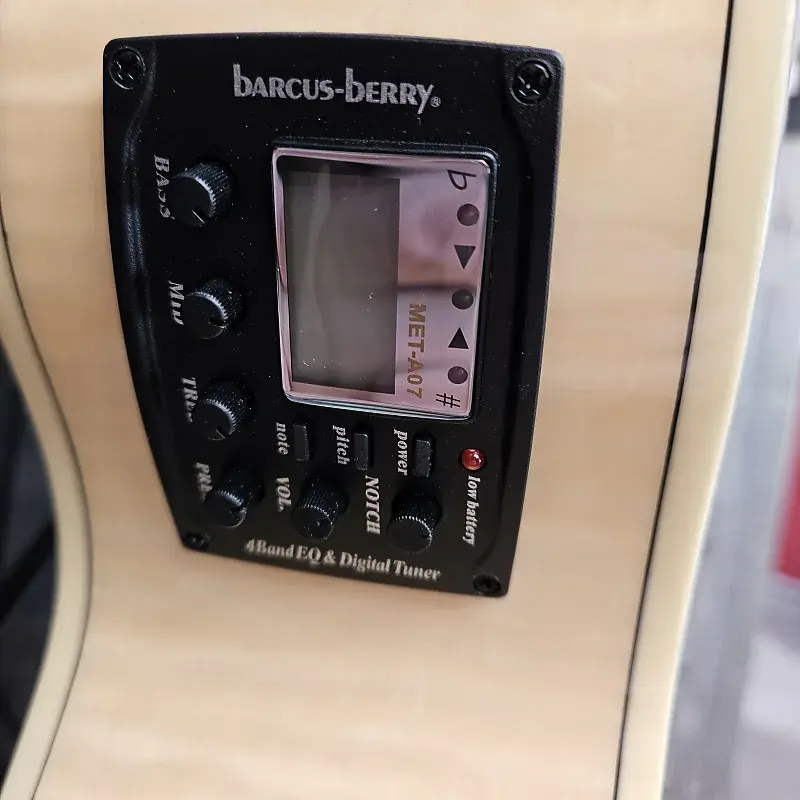 barcus-berry®
BASS
MID
TRE
PRE
b
MET-A07
#
note
pitch
power
low battery
VOL.
NOTCH
4Band EQ & Digital Tuner